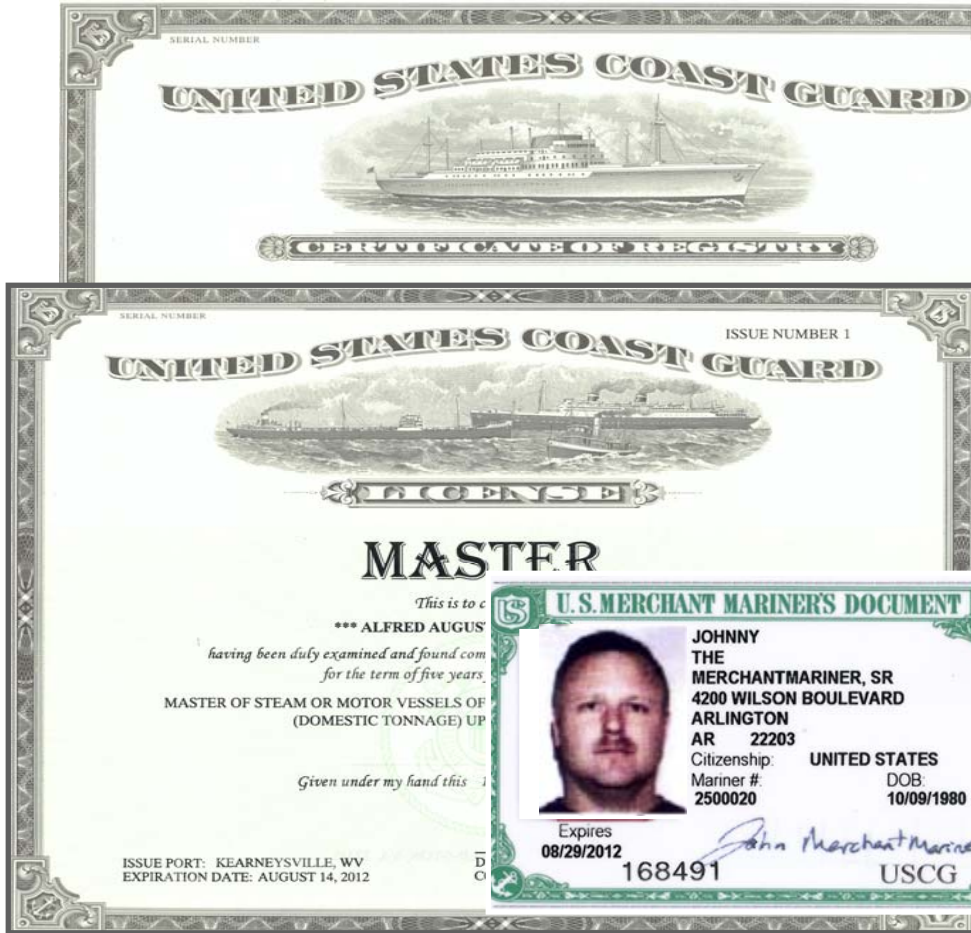 SERIAL NUMBER
UNITED STATES COAST GUARD
CERTIFICATE OF REGISTRY
SERIAL NUMBER
ISSUE NUMBER 1
UNITED STATES COAST GUARD
LICENSE
MASTER
This is to c
*** ALFRED AUGUS
having been duly examined and found com
for the term of five years
MASTER OF STEAM OR MOTOR VESSELS OF
(DOMESTIC TONNAGE) UP
Given under my hand this
ISSUE PORT: KEARNEYSVILLE, WV
EXPIRATION DATE: AUGUST 14, 2012
US
U.S. MERCHANT MARINER'S DOCUMENT
JOHNNY
THE
MERCHANTMARINER, SR
4200 WILSON BOULEVARD
ARLINGTON
AR 22203
Citizenship: UNITED STATES
Mariner #: DOB:
2500020 10/09/1980
Expires
08/29/2012
John MerchantMarine
168491 USCG